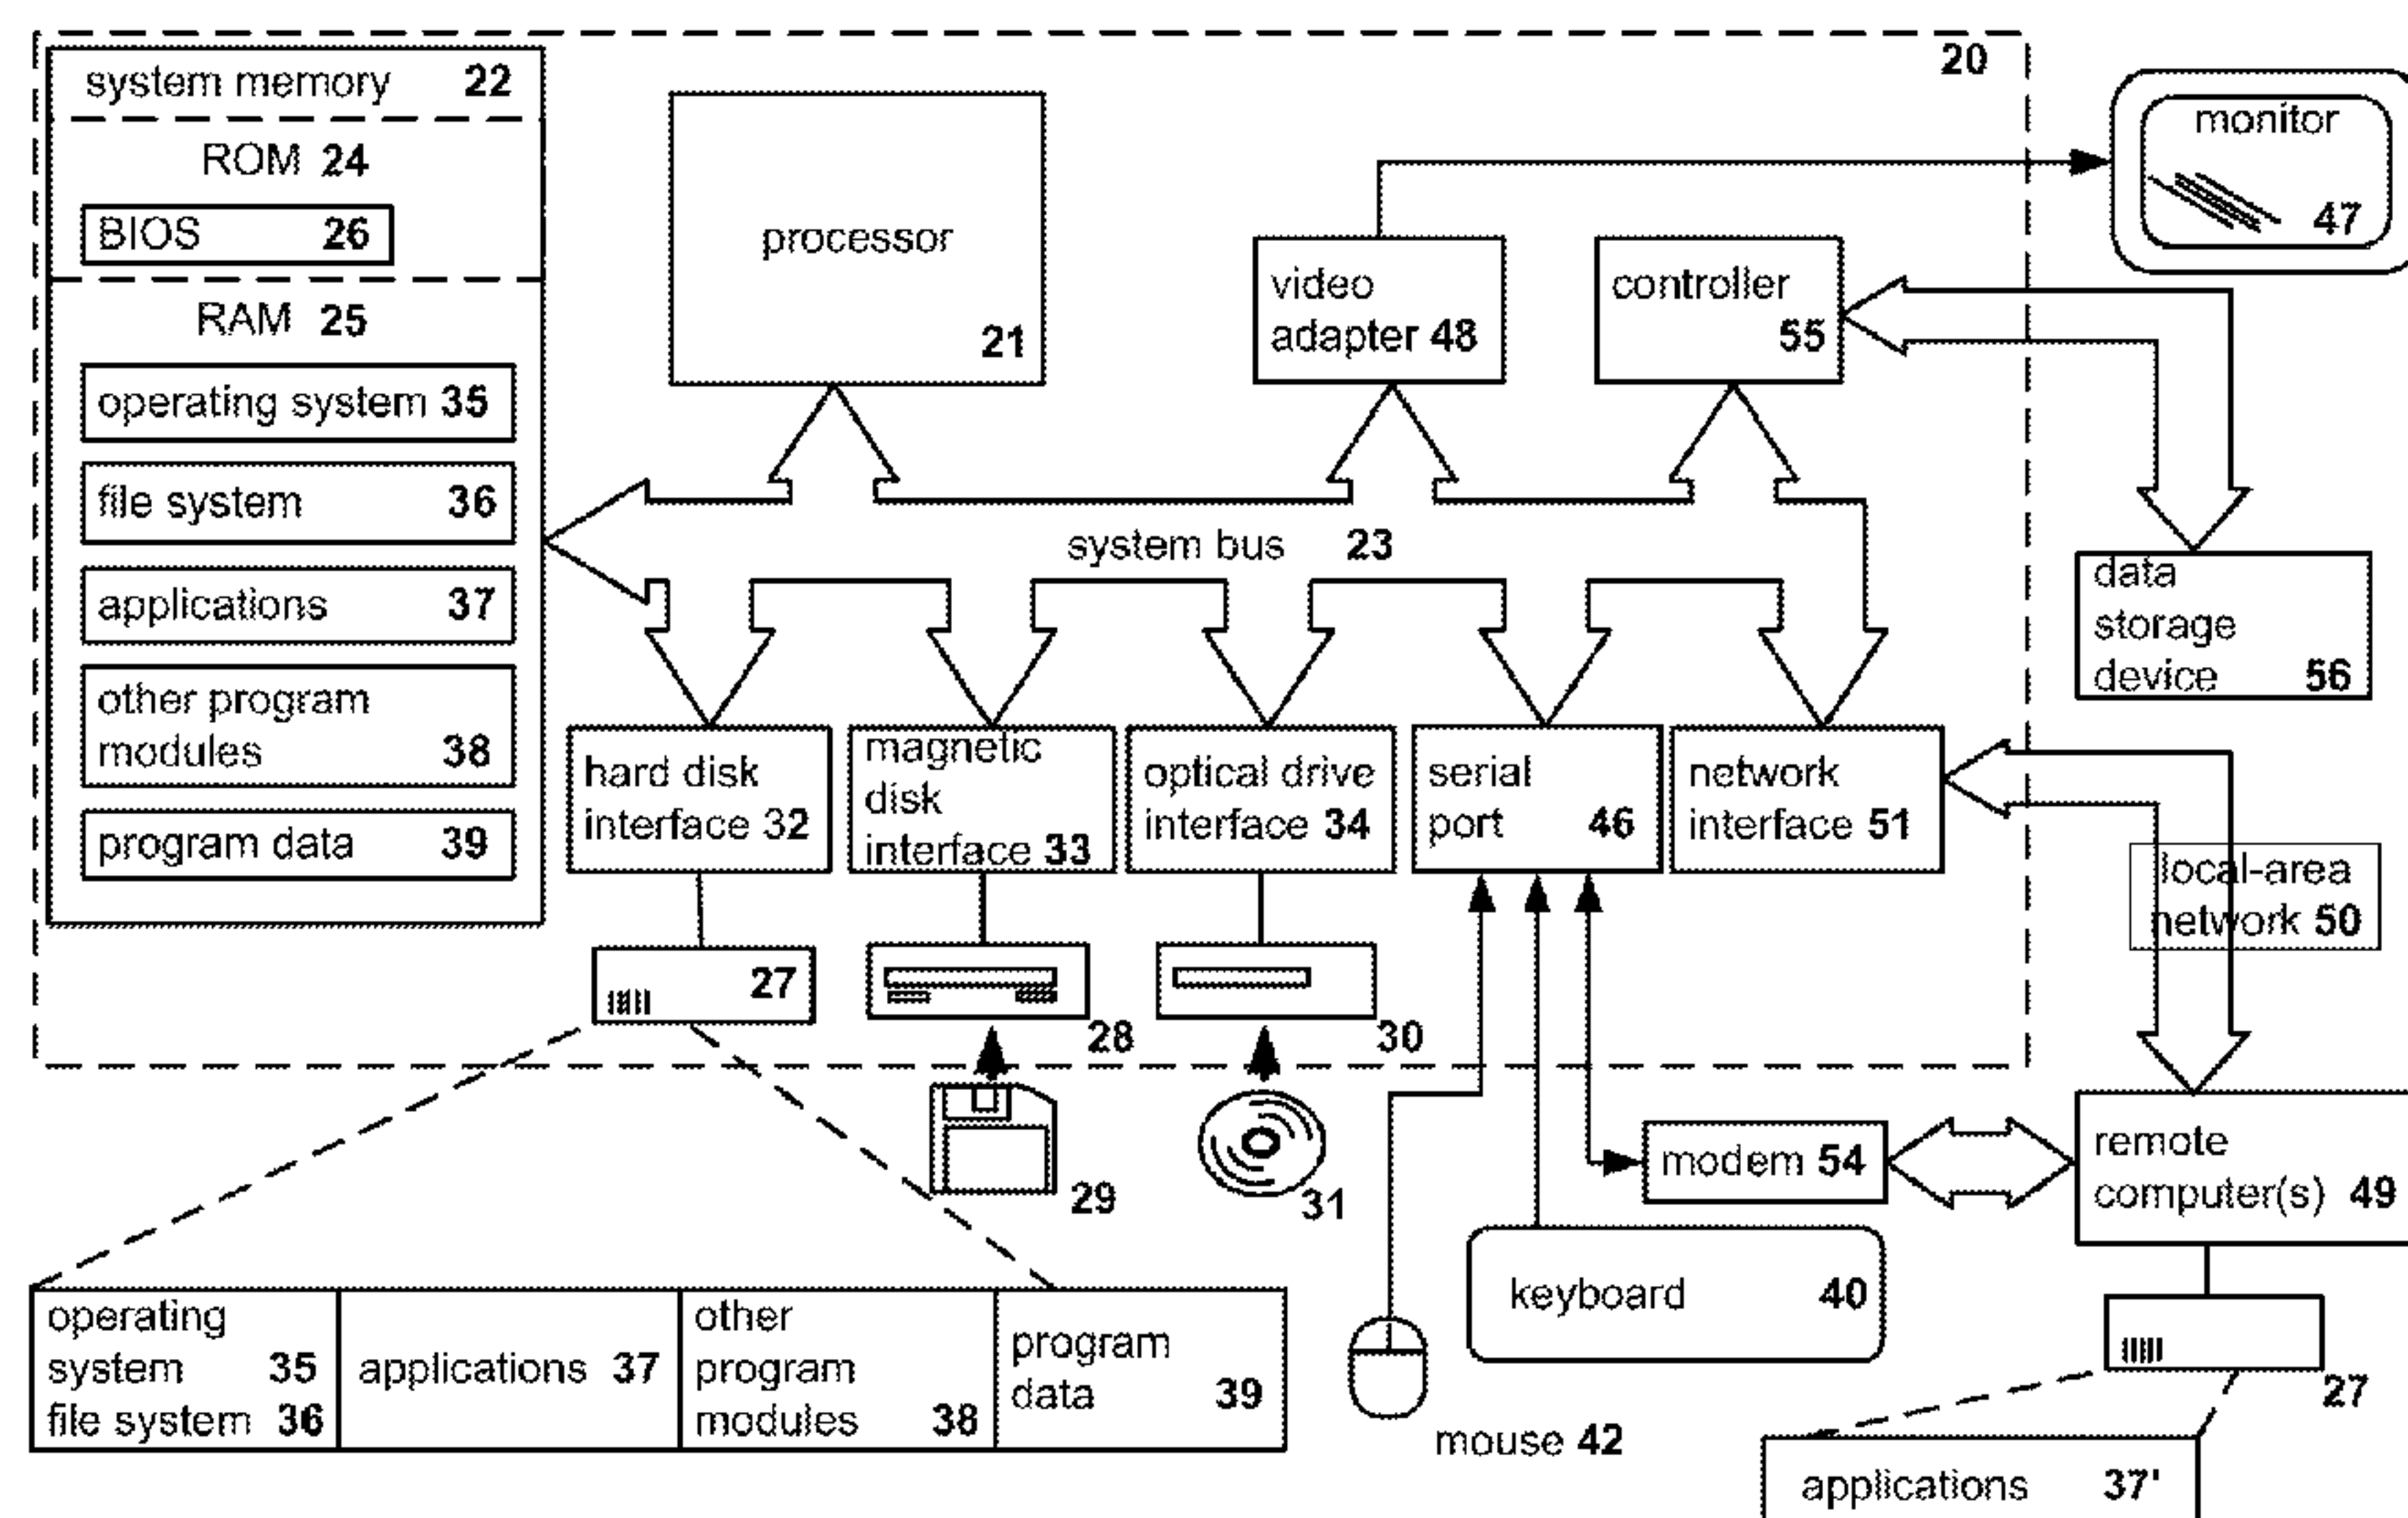 20
system memory 22
ROM 24
BIOS 26
RAM 25
operating system 35
file system 36
applications 37
other program
modules 38
program data 39
processor
21
video
adapter 48
controller
55
monitor
47
system bus 23
data
storage
device 56
hard disk
interface 32
magnetic
disk
interface 33
optical drive
interface 34
serial
port 46
network
interface 51
local-area
network 50
27
28
30
29
31
modem 54
remote
computer(s) 49
keyboard 40
mouse 42
27
operating
system 35
file system 36
applications 37
other
program
modules 38
program
data 39
applications 37'